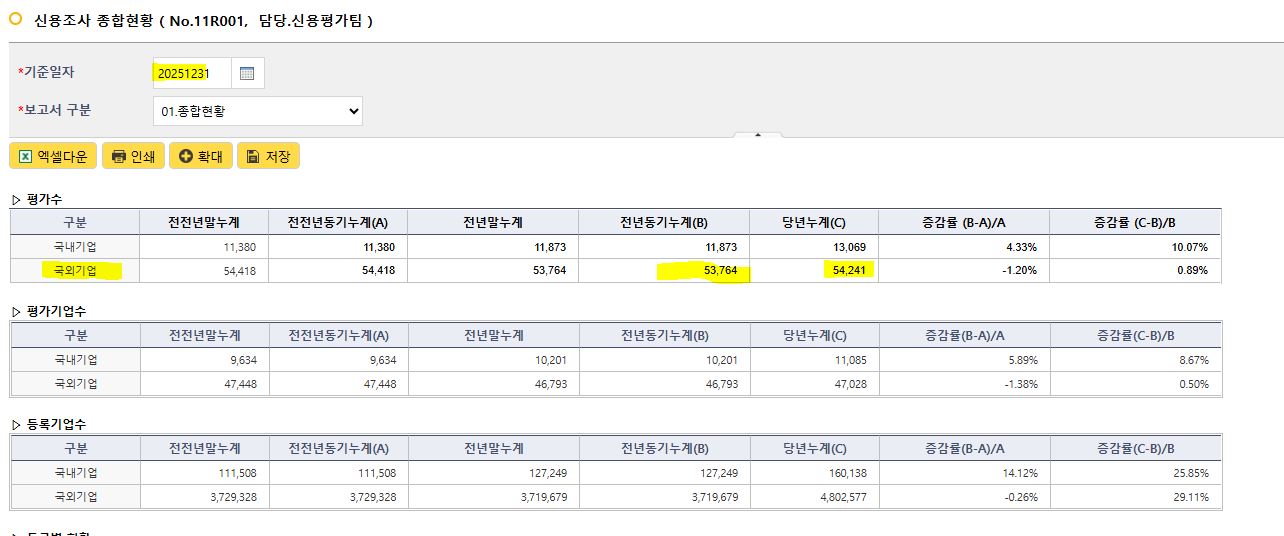 신용조사 종합현황 ( No.11R001, 담당.신용평가팀 )
*기준일자 20251231
*보고서 구분 01.종합현황
엑셀다운 인쇄 확대 저장
▷ 평가수
구분 전전년말누계 전전년동기누계(A) 전년말누계 전년동기누계(B) 당년누계(C) 증감률 (B-A)/A 증감률 (C-B)/B
국내기업 11,380 11,380 11,873 11,873 13,069 4.33% 10.07%
국외기업 54,418 54,418 53,764 53,764 54,241 -1.20% 0.89%
▷ 평가기업수
구분 전전년말누계 전전년동기누계(A) 전년말누계 전년동기누계(B) 당년누계(C) 증감률(B-A)/A 증감률(C-B)/B
국내기업 9,634 9,634 10,201 10,201 11,085 5.89% 8.67%
국외기업 47,448 47,448 46,793 46,793 47,028 -1.38% 0.50%
▷ 등록기업수
구분 전전년말누계 전전년동기누계(A) 전년말누계 전년동기누계(B) 당년누계(C) 증감률(B-A)/A 증감률(C-B)/B
국내기업 111,508 111,508 127,249 127,249 160,138 14.12% 25.85%
국외기업 3,729,328 3,729,328 3,719,679 3,719,679 4,802,577 -0.26% 29.11%